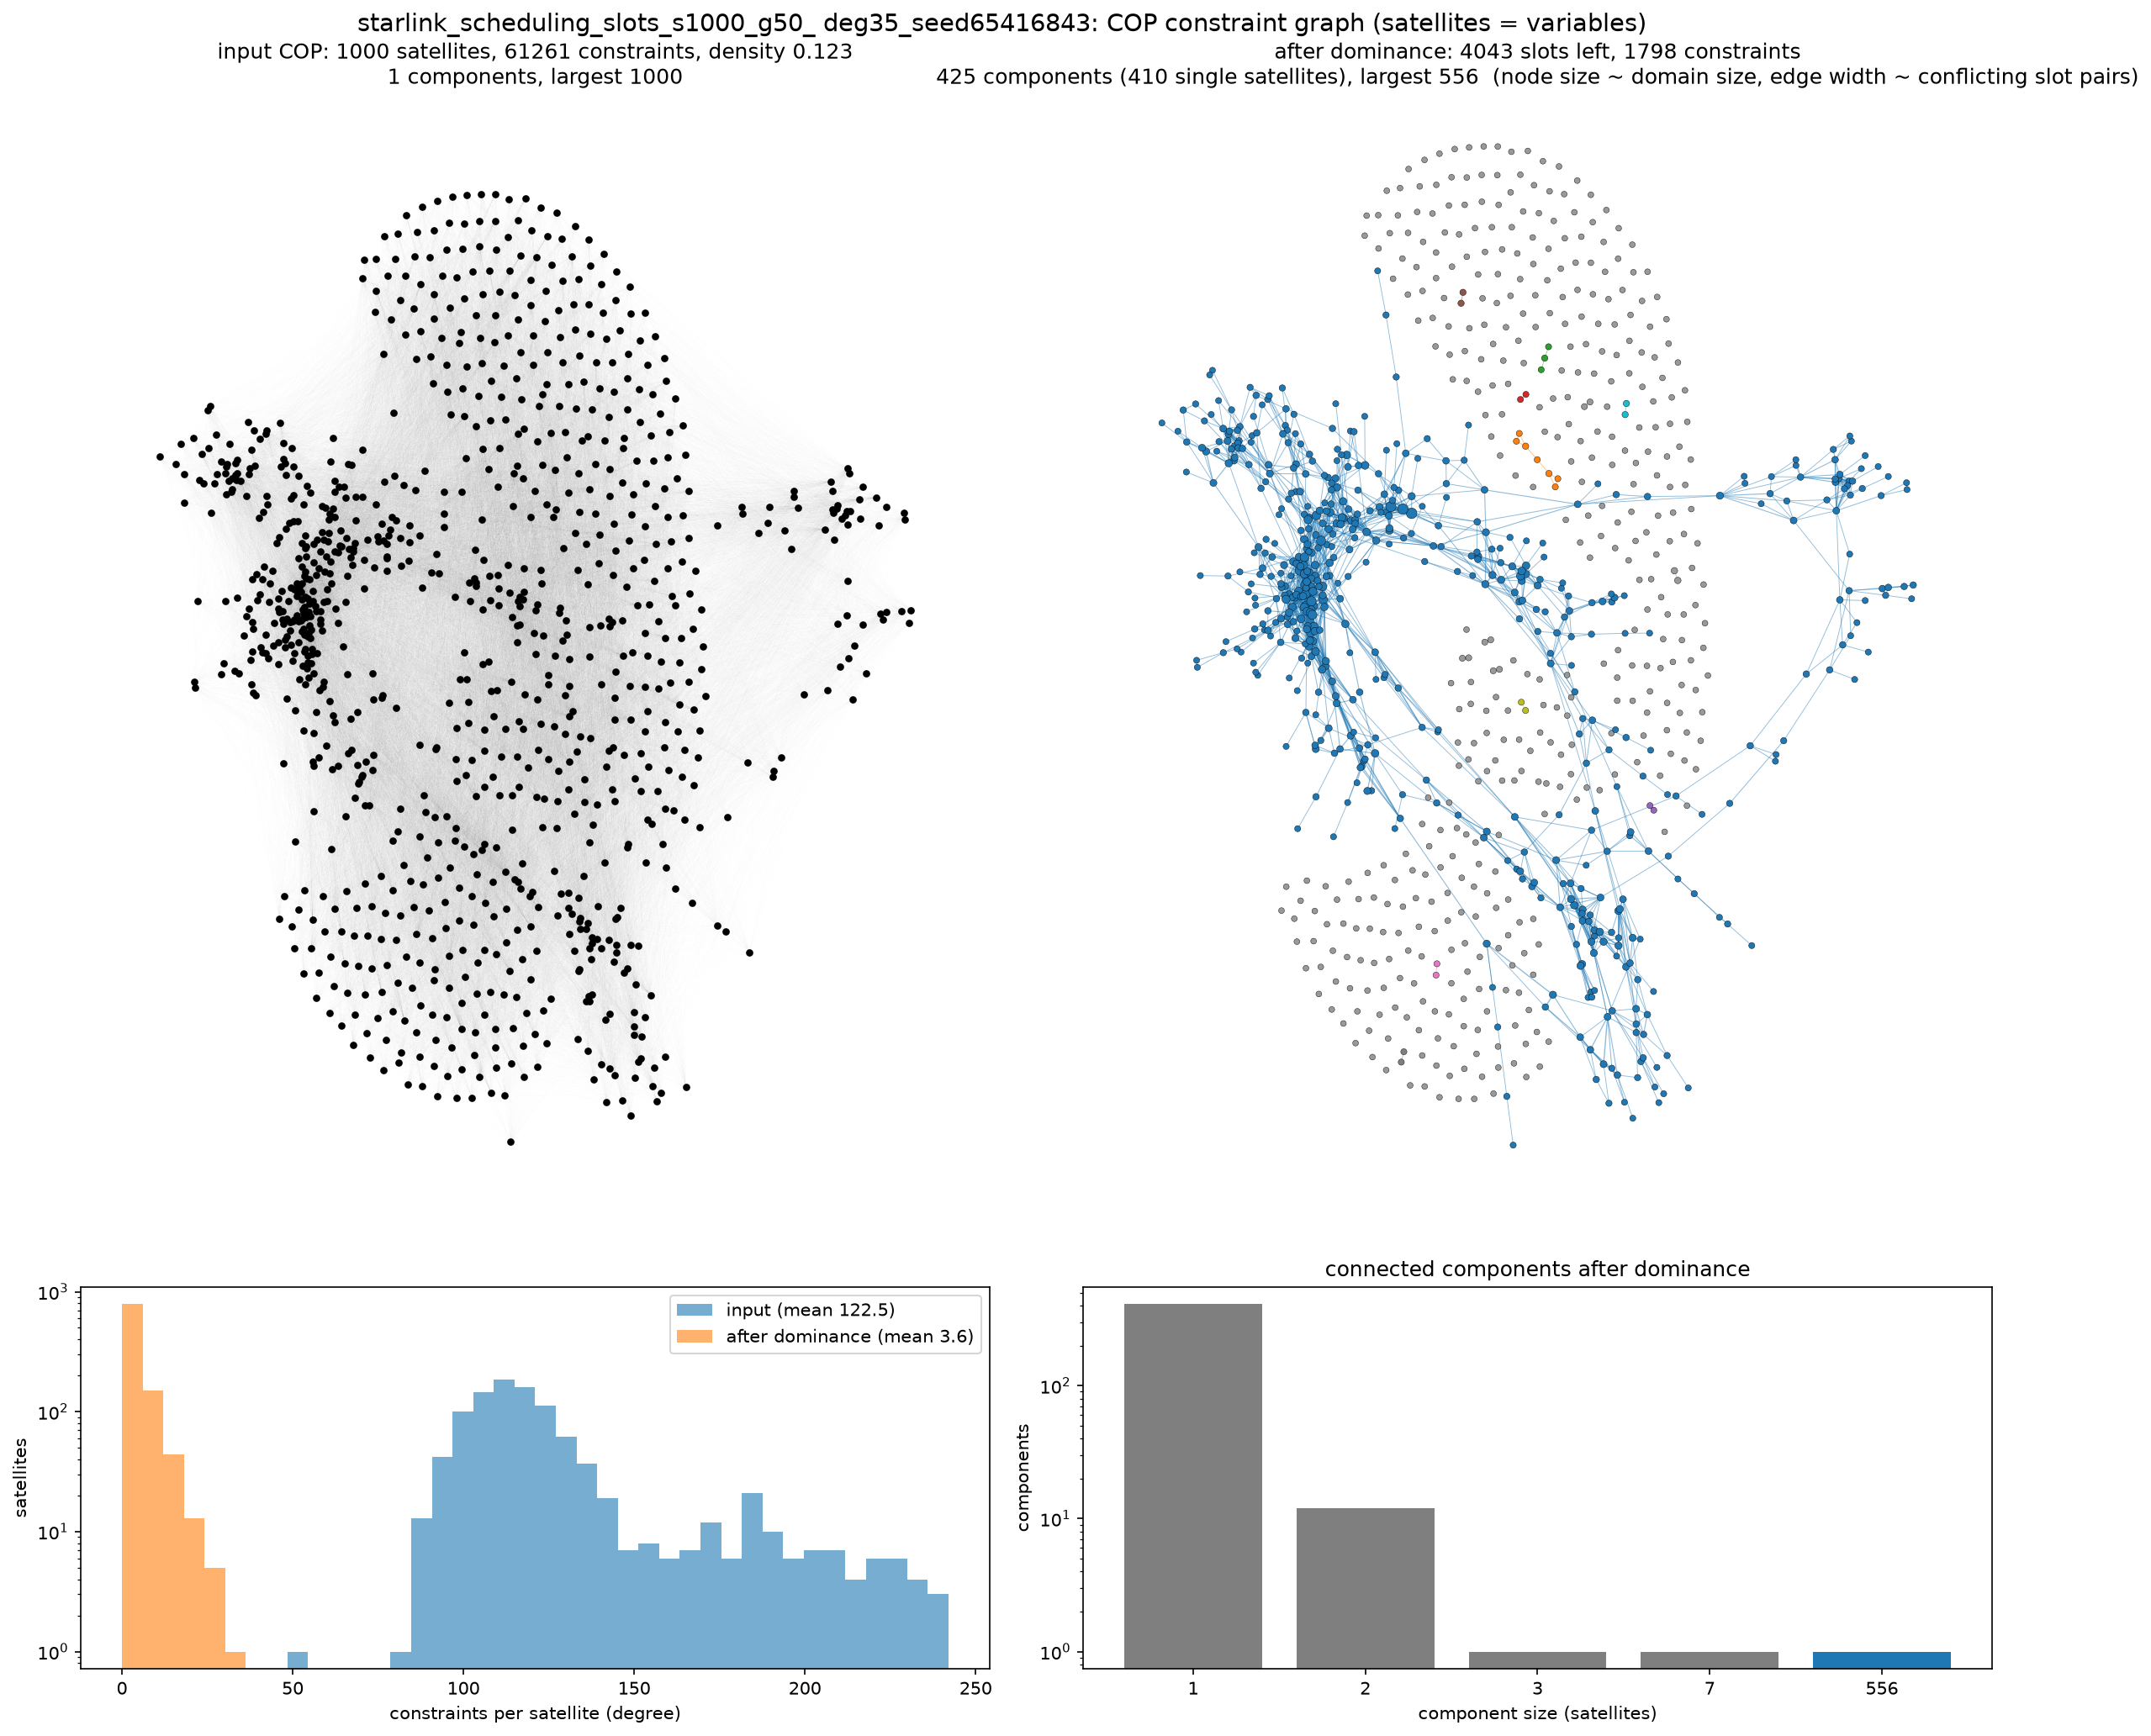 starlink_scheduling_slots_s1000_g50_ deg35_seed65416843: COP constraint graph (satellites = variables)
input COP: 1000 satellites, 61261 constraints, density 0.123
1 components, largest 1000
after dominance: 4043 slots left, 1798 constraints
425 components (410 single satellites), largest 556  (node size ~ domain size, edge width ~ conflicting slot pairs)
10³
10²
10¹
10⁰
satellites
0
50
100
150
200
250
constraints per satellite (degree)
input (mean 122.5)
after dominance (mean 3.6)
connected components after dominance
10²
10¹
10⁰
components
1
2
3
7
556
component size (satellites)